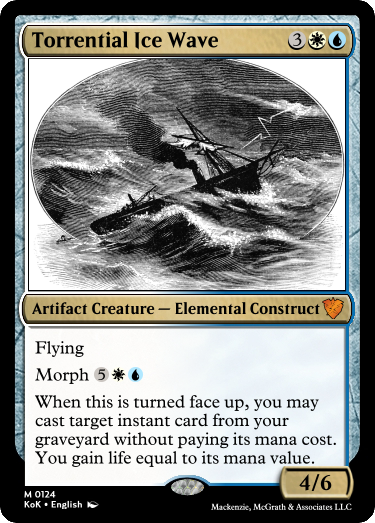 Torrential Ice Wave 3
Artifact Creature — Elemental Construct
Flying
Morph 5
When this is turned face up, you may
cast target instant card from your
graveyard without paying its mana cost.
You gain life equal to its mana value.
4/6
M 0124
KoK • English
Mackenzie, McGrath & Associates LLC